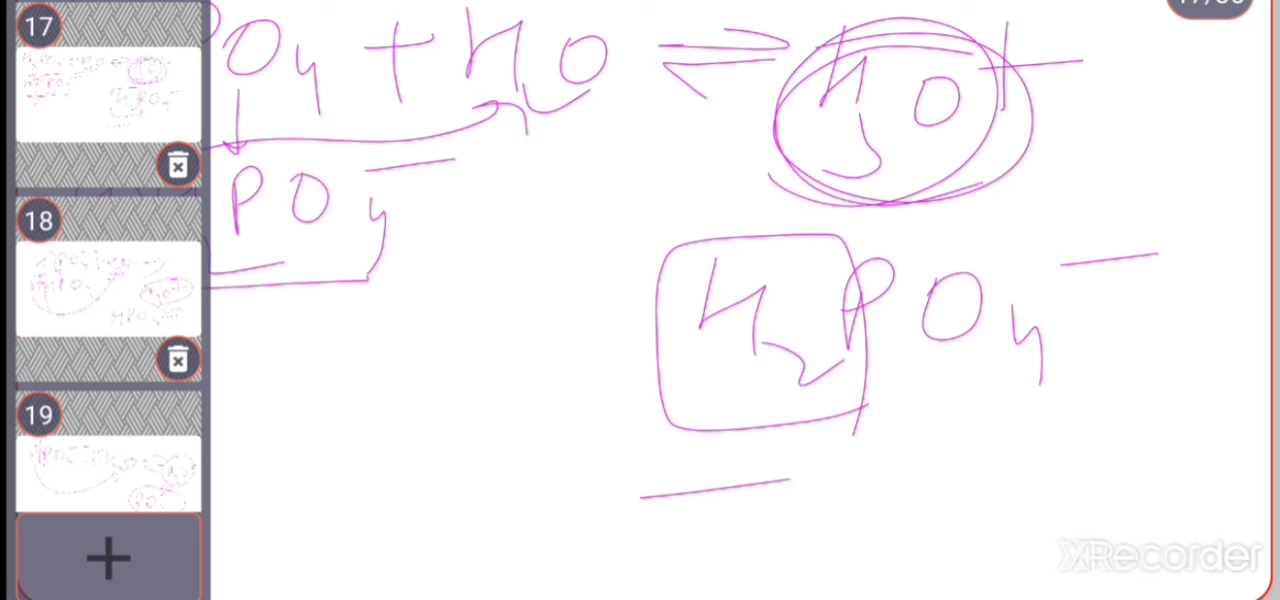 17
PO4 + H2O ⇌ H3O+
PO4
18
H2PO4 –
19
+
XRecorder